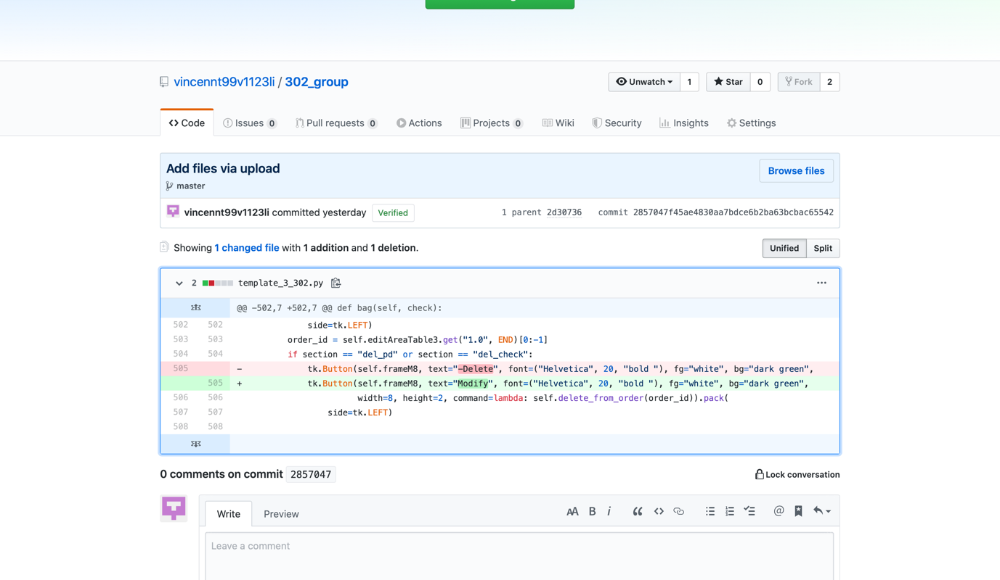 vincennt99v1123li / 302_group
Unwatch 1 Star 0 Fork 2
Code Issues 0 Pull requests 0 Actions Projects 0 Wiki Security Insights Settings
Add files via upload
Browse files
master
vincennt99v1123li committed yesterday Verified 1 parent 2d30736 commit 2857047f45ae4830aa7bdce6b2ba63bcbac65542
Showing 1 changed file with 1 addition and 1 deletion.
Unified Split
2 template_3_302.py
@@ -502,7 +502,7 @@ def bag(self, check):
502 502 side=tk.LEFT)
503 503 order_id = self.editAreaTable3.get("1.0", END)[0:-1]
504 504 if section == "del_pd" or section == "del_check":
505 - tk.Button(self.frameM8, text="-Delete", font=("Helvetica", 20, "bold "), fg="white", bg="dark green",
505 + tk.Button(self.frameM8, text="Modify", font=("Helvetica", 20, "bold "), fg="white", bg="dark green",
506 506 width=8, height=2, command=lambda: self.delete_from_order(order_id)).pack(
507 507 side=tk.LEFT)
508 508
0 comments on commit 2857047
Lock conversation
Write Preview
Leave a comment